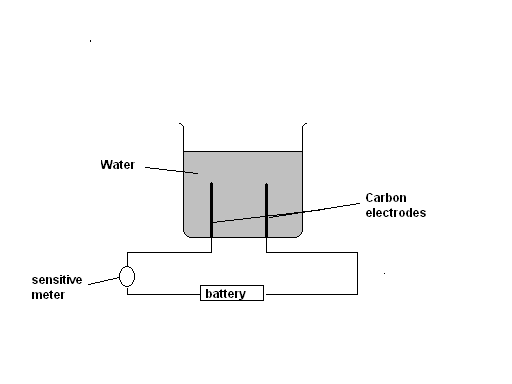 Water
Carbon
electrodes
sensitive
meter
battery